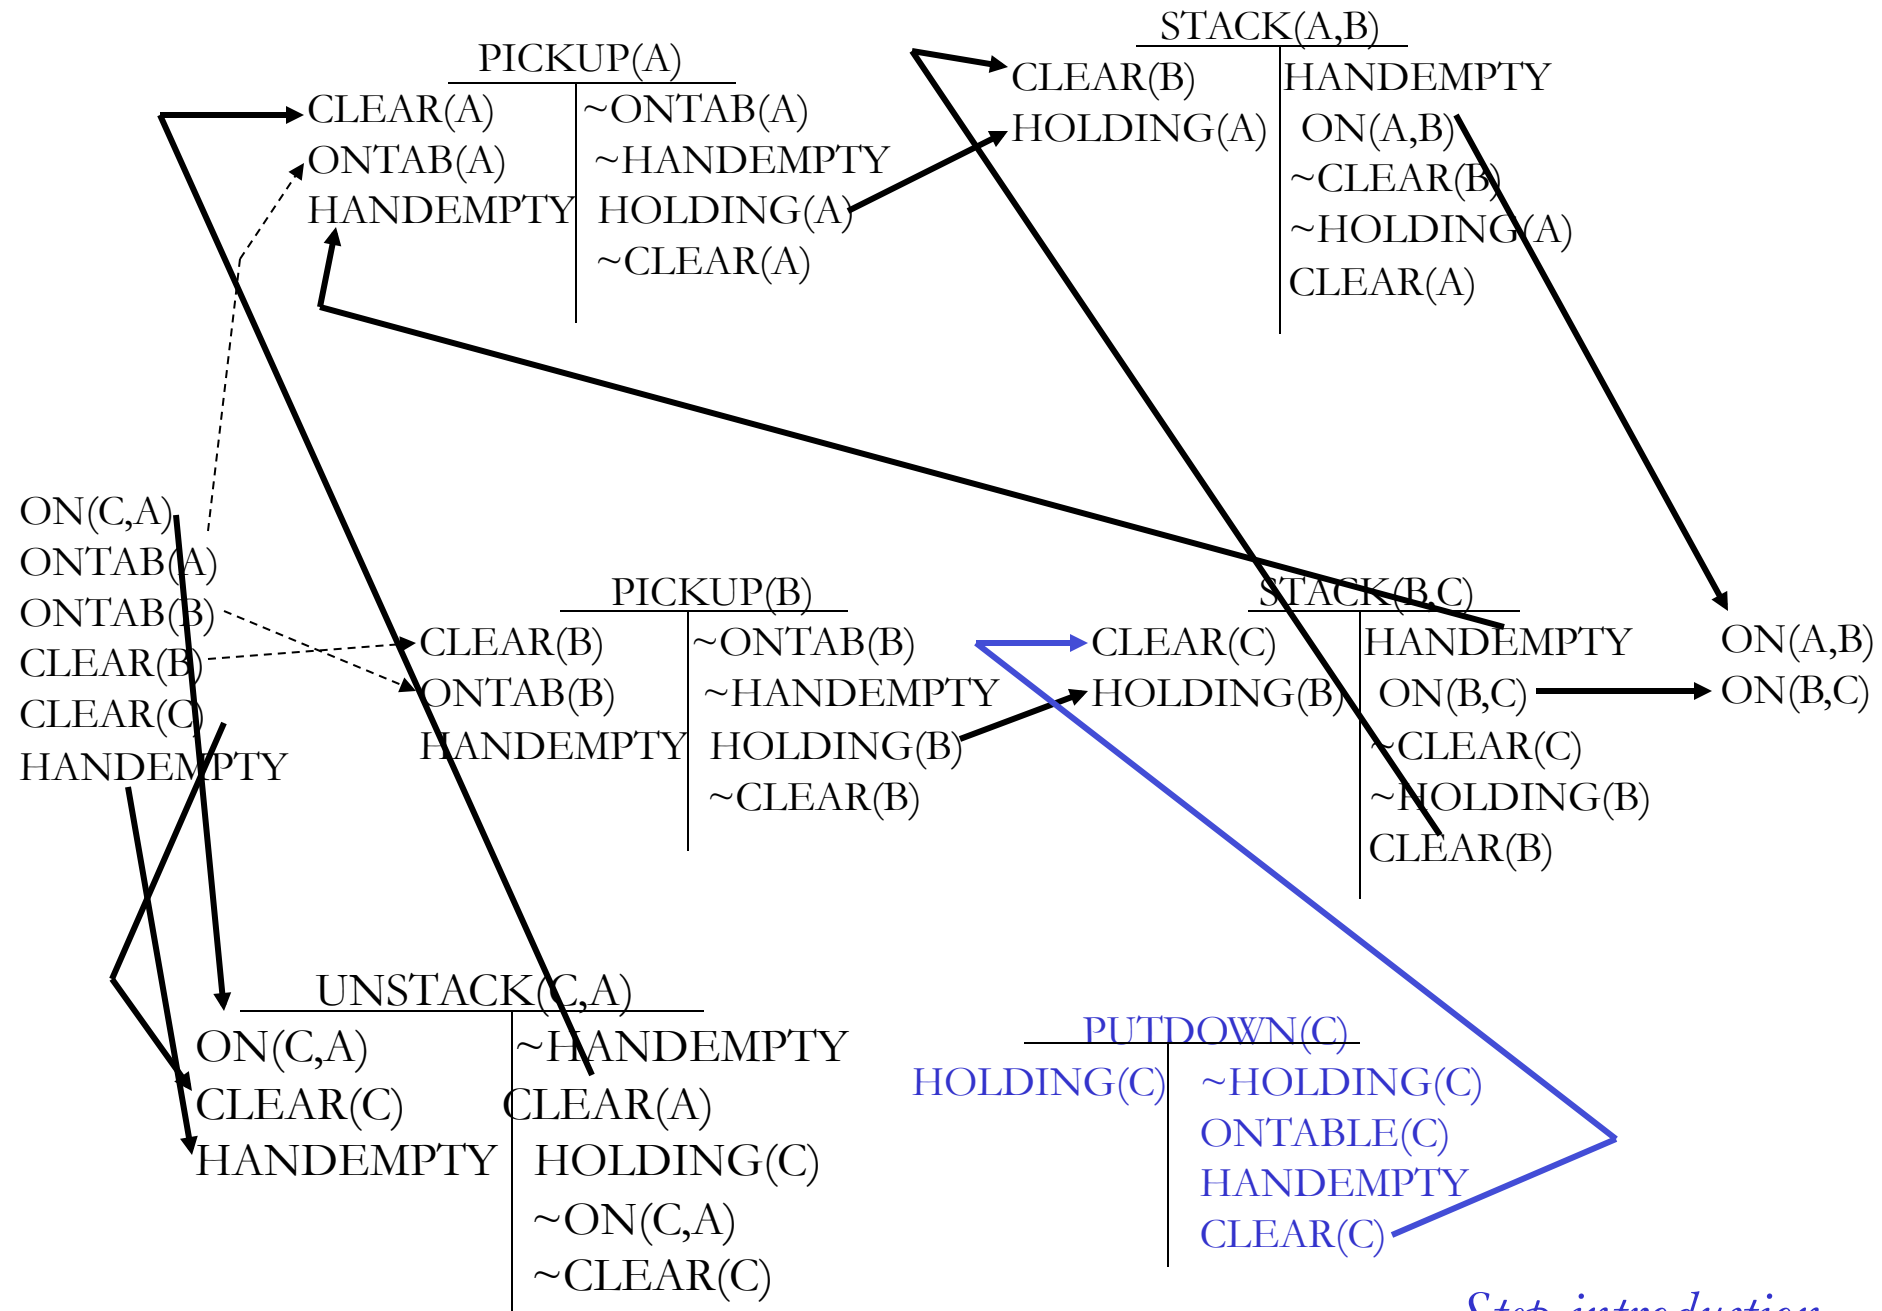 PICKUP(A)
CLEAR(A)
ONTAB(A)
HANDEMPTY
~ONTAB(A)
~HANDEMPTY
HOLDING(A)
~CLEAR(A)
STACK(A,B)
CLEAR(B)
HOLDING(A)
HANDEMPTY
ON(A,B)
~CLEAR(B)
~HOLDING(A)
CLEAR(A)
ON(C,A)
ONTAB(A)
ONTAB(B)
CLEAR(B)
CLEAR(C)
HANDEMPTY
PICKUP(B)
CLEAR(B)
ONTAB(B)
HANDEMPTY
~ONTAB(B)
~HANDEMPTY
HOLDING(B)
~CLEAR(B)
STACK(B,C)
CLEAR(C)
HOLDING(B)
HANDEMPTY
ON(B,C)
~CLEAR(C)
~HOLDING(B)
CLEAR(B)
ON(A,B)
ON(B,C)
UNSTACK(C,A)
ON(C,A)
CLEAR(C)
HANDEMPTY
~HANDEMPTY
CLEAR(A)
HOLDING(C)
~ON(C,A)
~CLEAR(C)
PUTDOWN(C)
HOLDING(C)
~HOLDING(C)
ONTABLE(C)
HANDEMPTY
CLEAR(C)
Step introduction